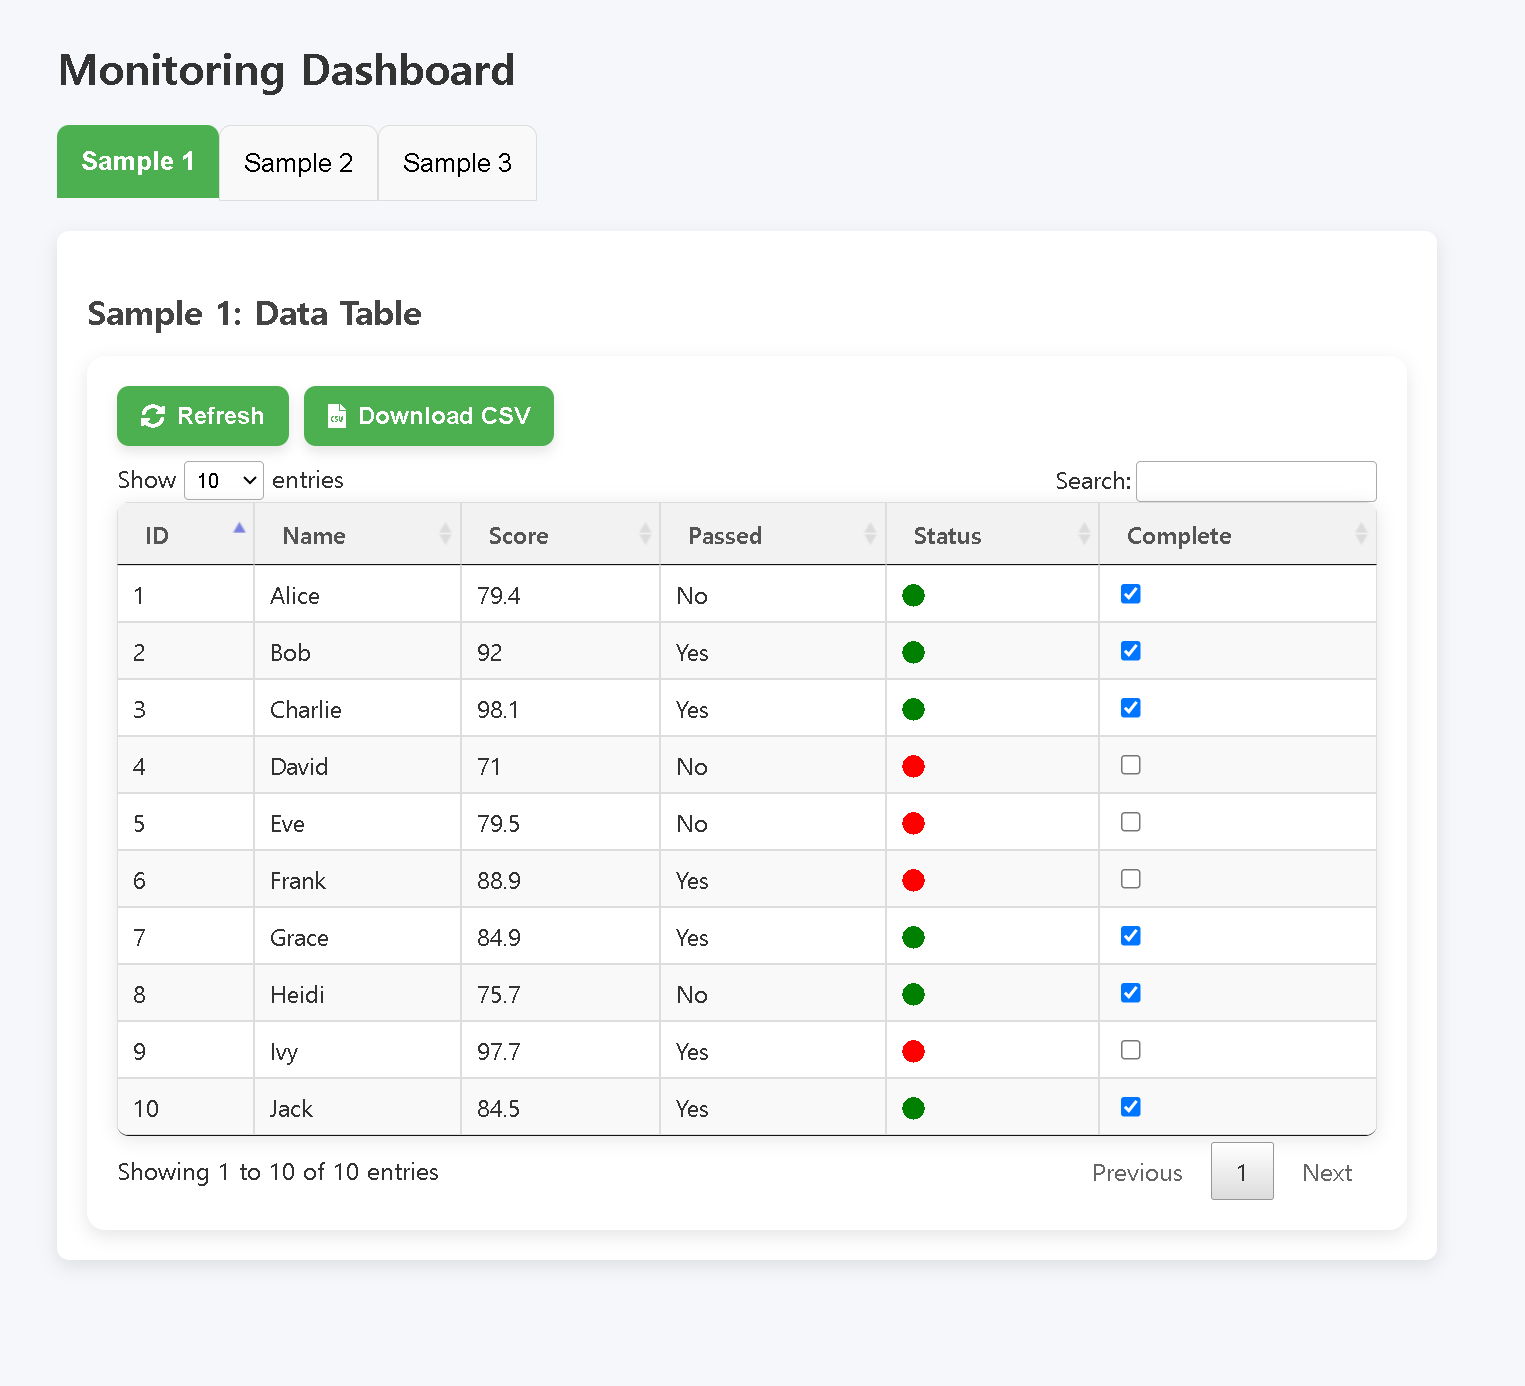 Monitoring Dashboard
Sample 1 Sample 2 Sample 3
Sample 1: Data Table
Refresh Download CSV
Show 10 entries Search:
ID Name Score Passed Status Complete
1 Alice 79.4 No
2 Bob 92 Yes
3 Charlie 98.1 Yes
4 David 71 No
5 Eve 79.5 No
6 Frank 88.9 Yes
7 Grace 84.9 Yes
8 Heidi 75.7 No
9 Ivy 97.7 Yes
10 Jack 84.5 Yes
Showing 1 to 10 of 10 entries Previous 1 Next